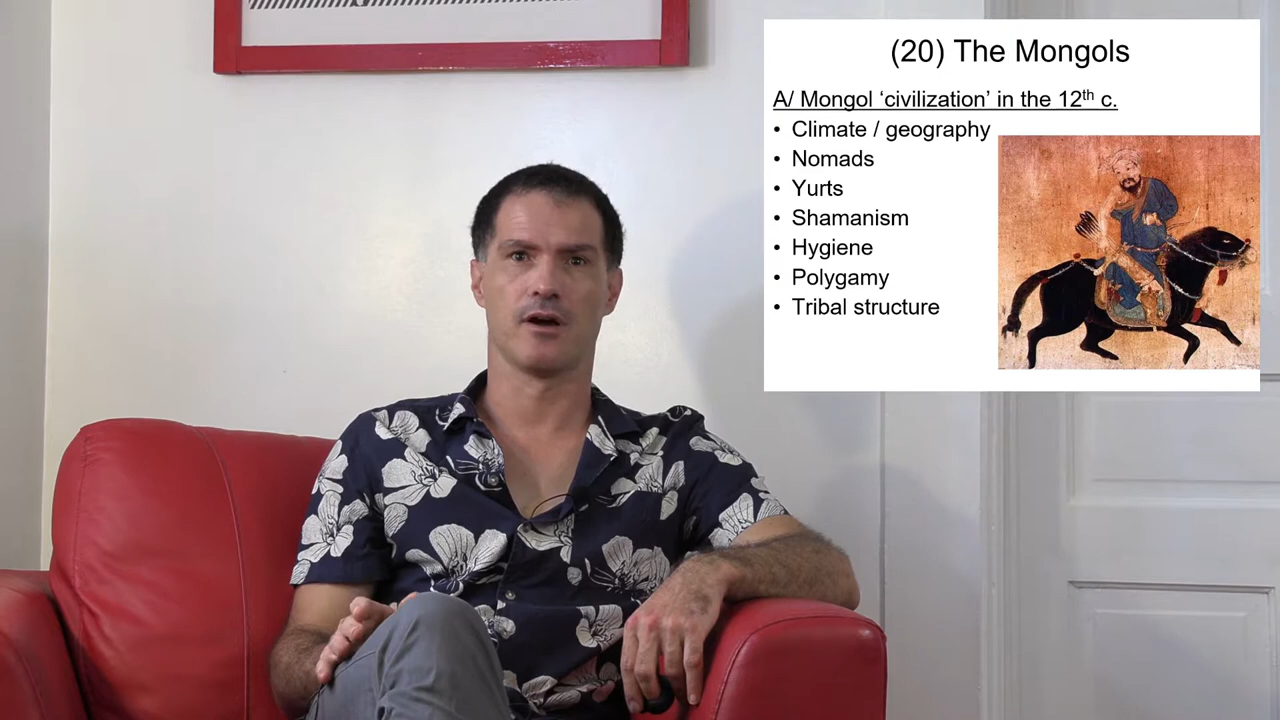 (20) The Mongols
A/ Mongol ‘civilization’ in the 12th c.
• Climate / geography
• Nomads
• Yurts
• Shamanism
• Hygiene
• Polygamy
• Tribal structure